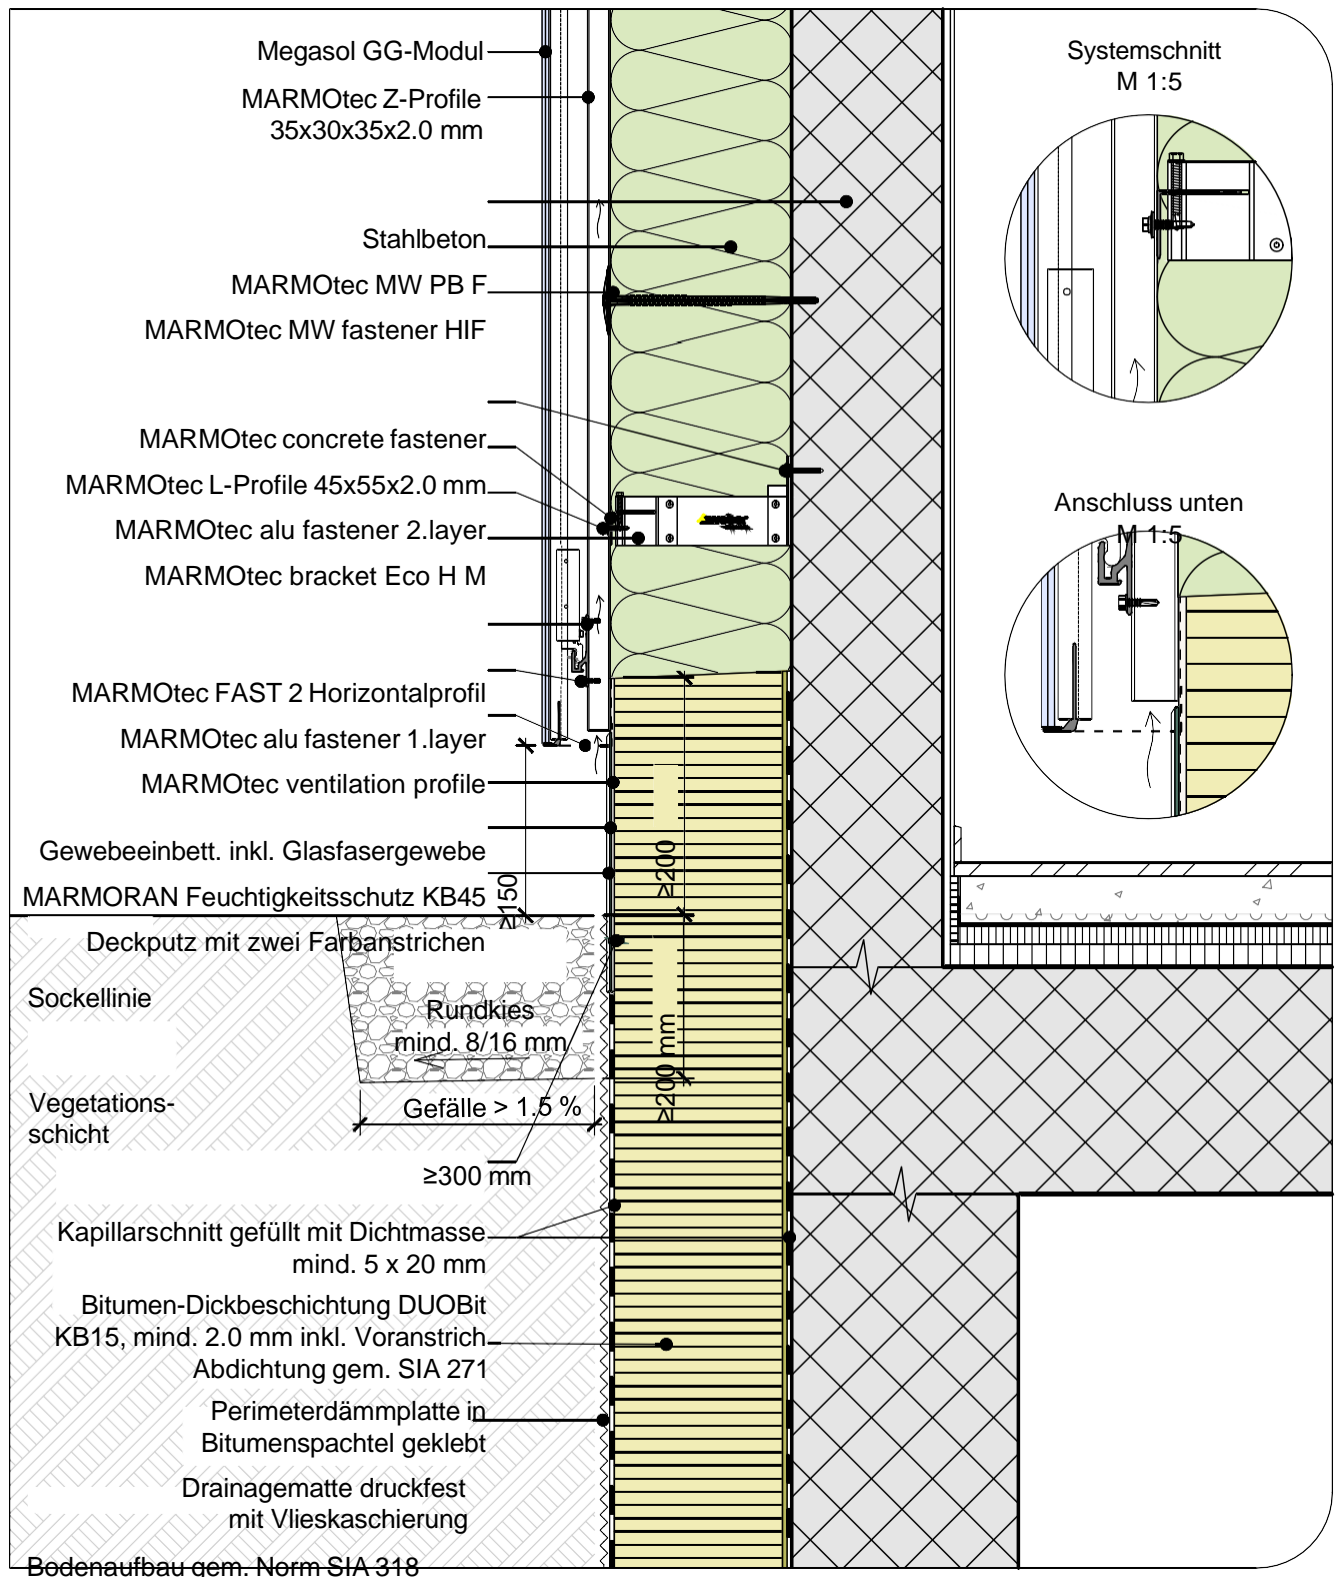 Megasol GG-Modul
MARMOtec Z-Profile
35x30x35x2.0 mm
Stahlbeton
MARMOtec MW PB F
MARMOtec MW fastener HIF
MARMOtec concrete fastener
MARMOtec L-Profile 45x55x2.0 mm
MARMOtec alu fastener 2.layer
MARMOtec bracket Eco H M
MARMOtec FAST 2 Horizontalprofil
MARMOtec alu fastener 1.layer
MARMOtec ventilation profile
Gewebeeinbett. inkl. Glasfasergewebe
MARMORAN Feuchtigkeitsschutz KB45
Deckputz mit zwei Farbanstrichen
Sockellinie
Rundkies
mind. 8/16 mm
Vegetations-
schicht
Gefälle > 1.5 %
≥300 mm
Kapillarschnitt gefüllt mit Dichtmasse
mind. 5 x 20 mm
Bitumen-Dickbeschichtung DUOBit
KB15, mind. 2.0 mm inkl. Voranstrich
Abdichtung gem. SIA 271
Perimeterdämmplatte in
Bitumenspachtel geklebt
Drainagematte druckfest
mit Vlieskaschierung
Bodenaufbau gem. Norm SIA 318
≥150
≥200
≥200 mm
Systemschnitt
M 1:5
Anschluss unten
M 1:5